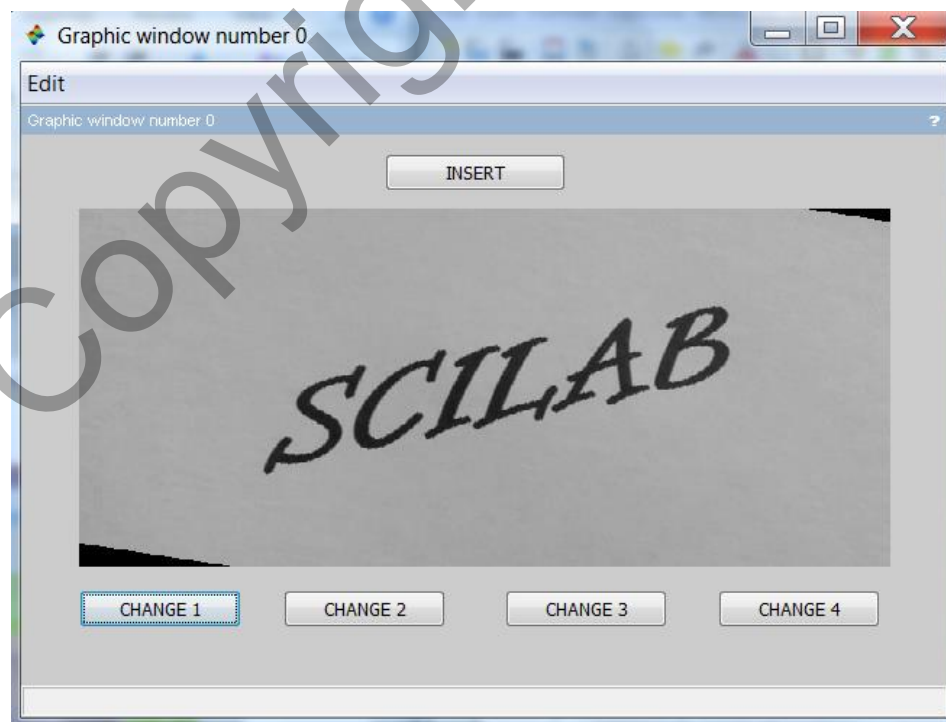 Graphic window number 0
Edit
Graphic window number 0 ?
INSERT
SCILAB
CHANGE 1 CHANGE 2 CHANGE 3 CHANGE 4
Copyrig